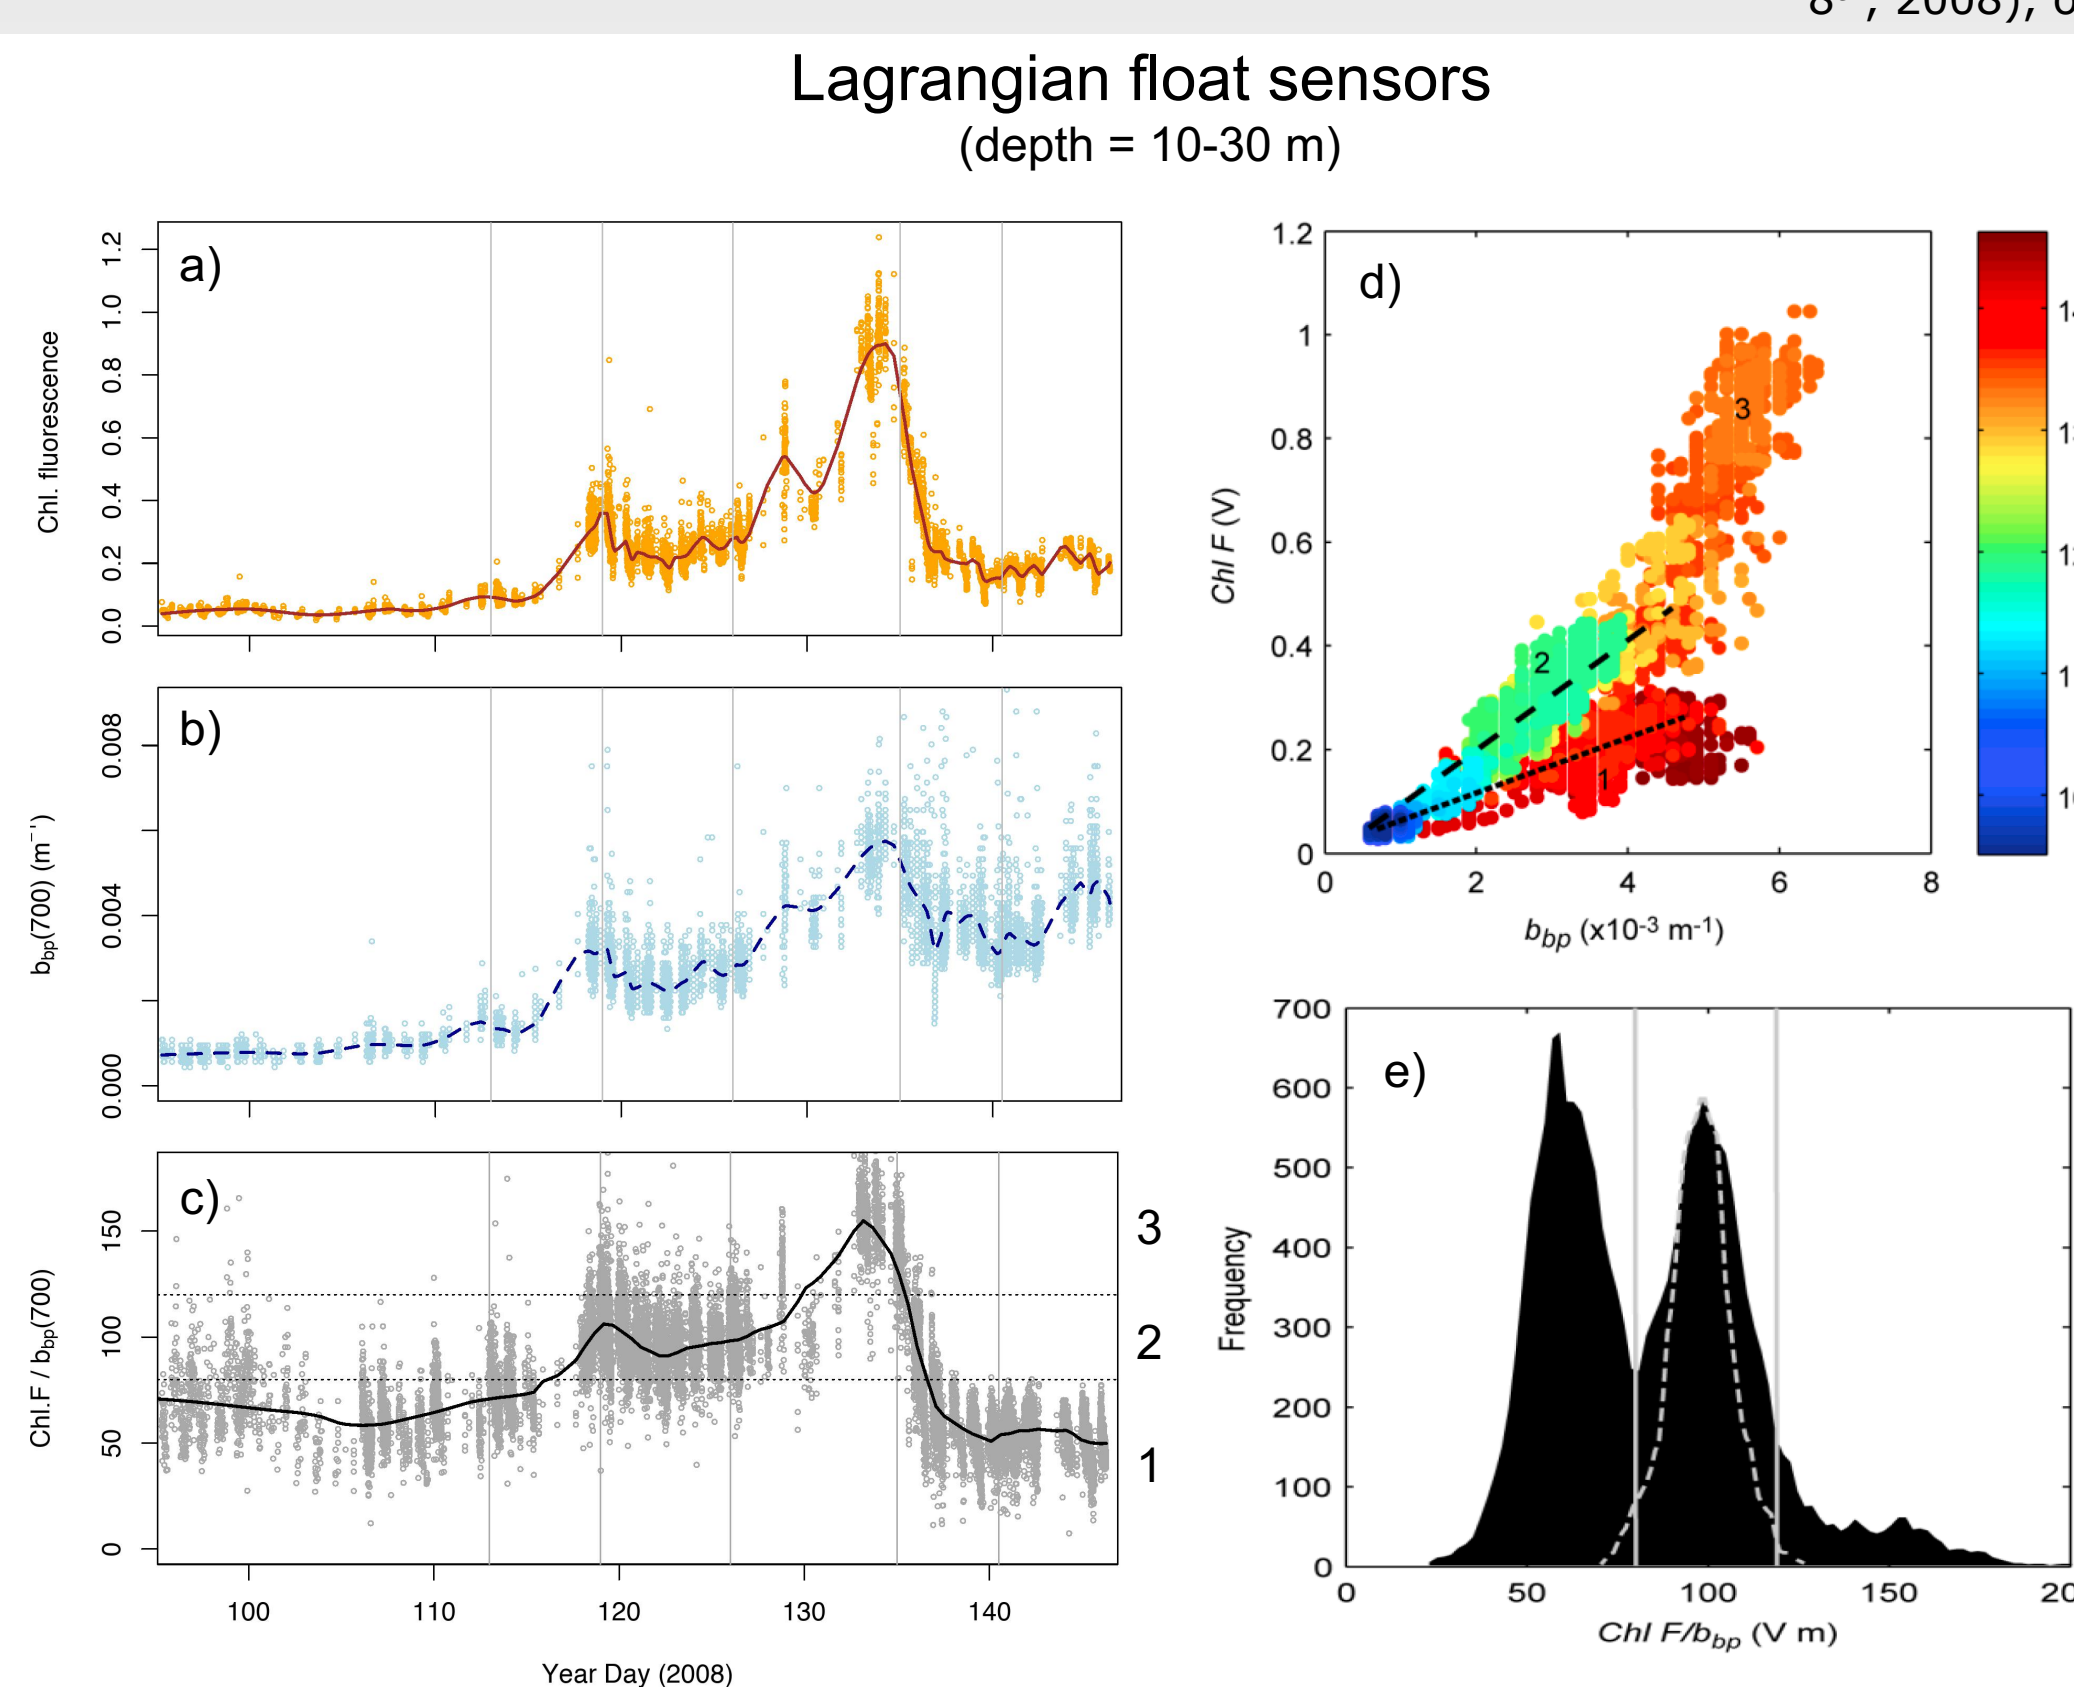 2008),
Lagrangian float sensors
(depth = 10-30 m)
a)
Chl. fluorescence
0.0 0.2 0.4 0.6 0.8 1.0 1.2
b)
b_bp(700) (m⁻¹)
0.000 0.004 0.008
c)
Chl.F / b_bp(700)
0 50 100 150
3
2
1
100 110 120 130 140
Year Day (2008)
d)
Chl F (V)
1.2
1
0.8
0.6
0.4
0.2
0
3
2
1
0 2 4 6 8
b_bp (x10⁻³ m⁻¹)
e)
Frequency
700
600
500
400
300
200
100
0
0 50 100 150
Chl F/b_bp (V m)